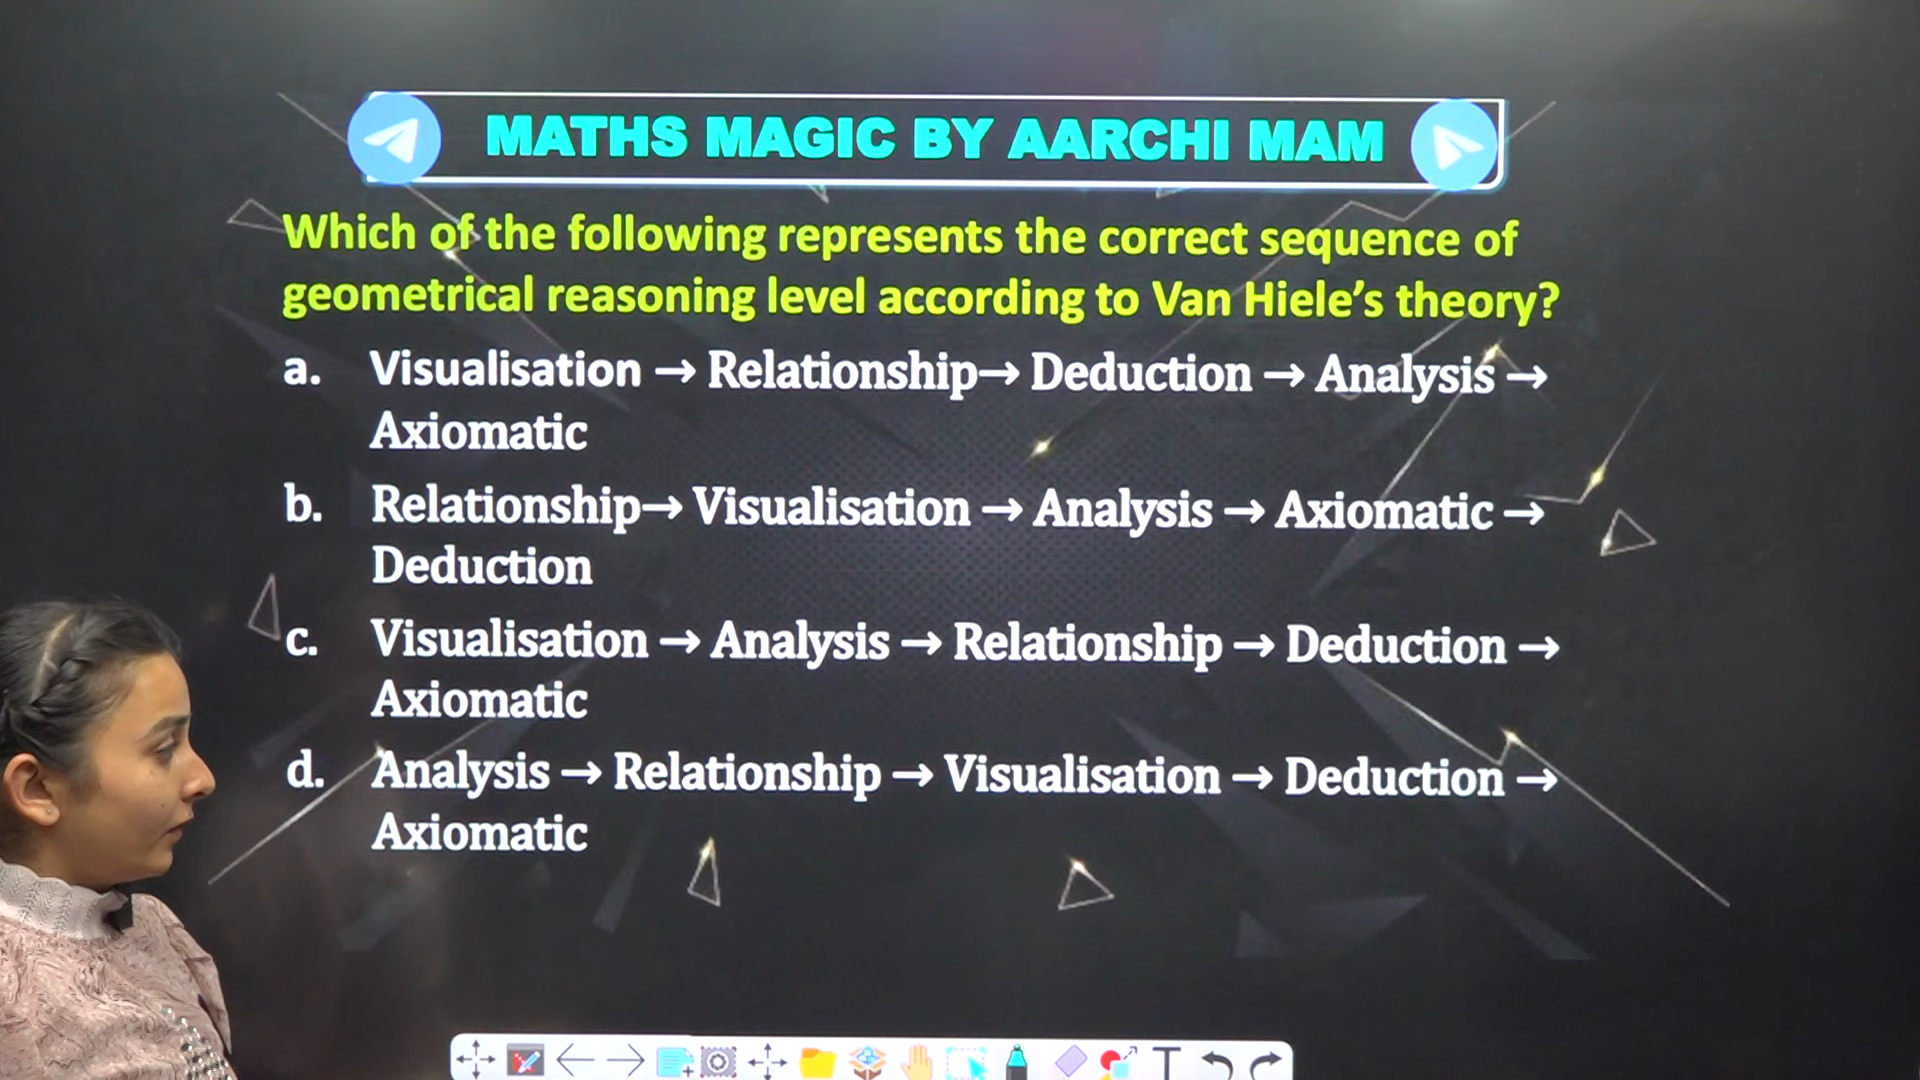 MATHS MAGIC BY AARCHI MAM
Which of the following represents the correct sequence of
geometrical reasoning level according to Van Hiele’s theory?
a. Visualisation → Relationship→ Deduction → Analysis →
Axiomatic
b. Relationship→ Visualisation → Analysis → Axiomatic →
Deduction
c. Visualisation → Analysis → Relationship → Deduction →
Axiomatic
d. Analysis → Relationship → Visualisation → Deduction →
Axiomatic
T